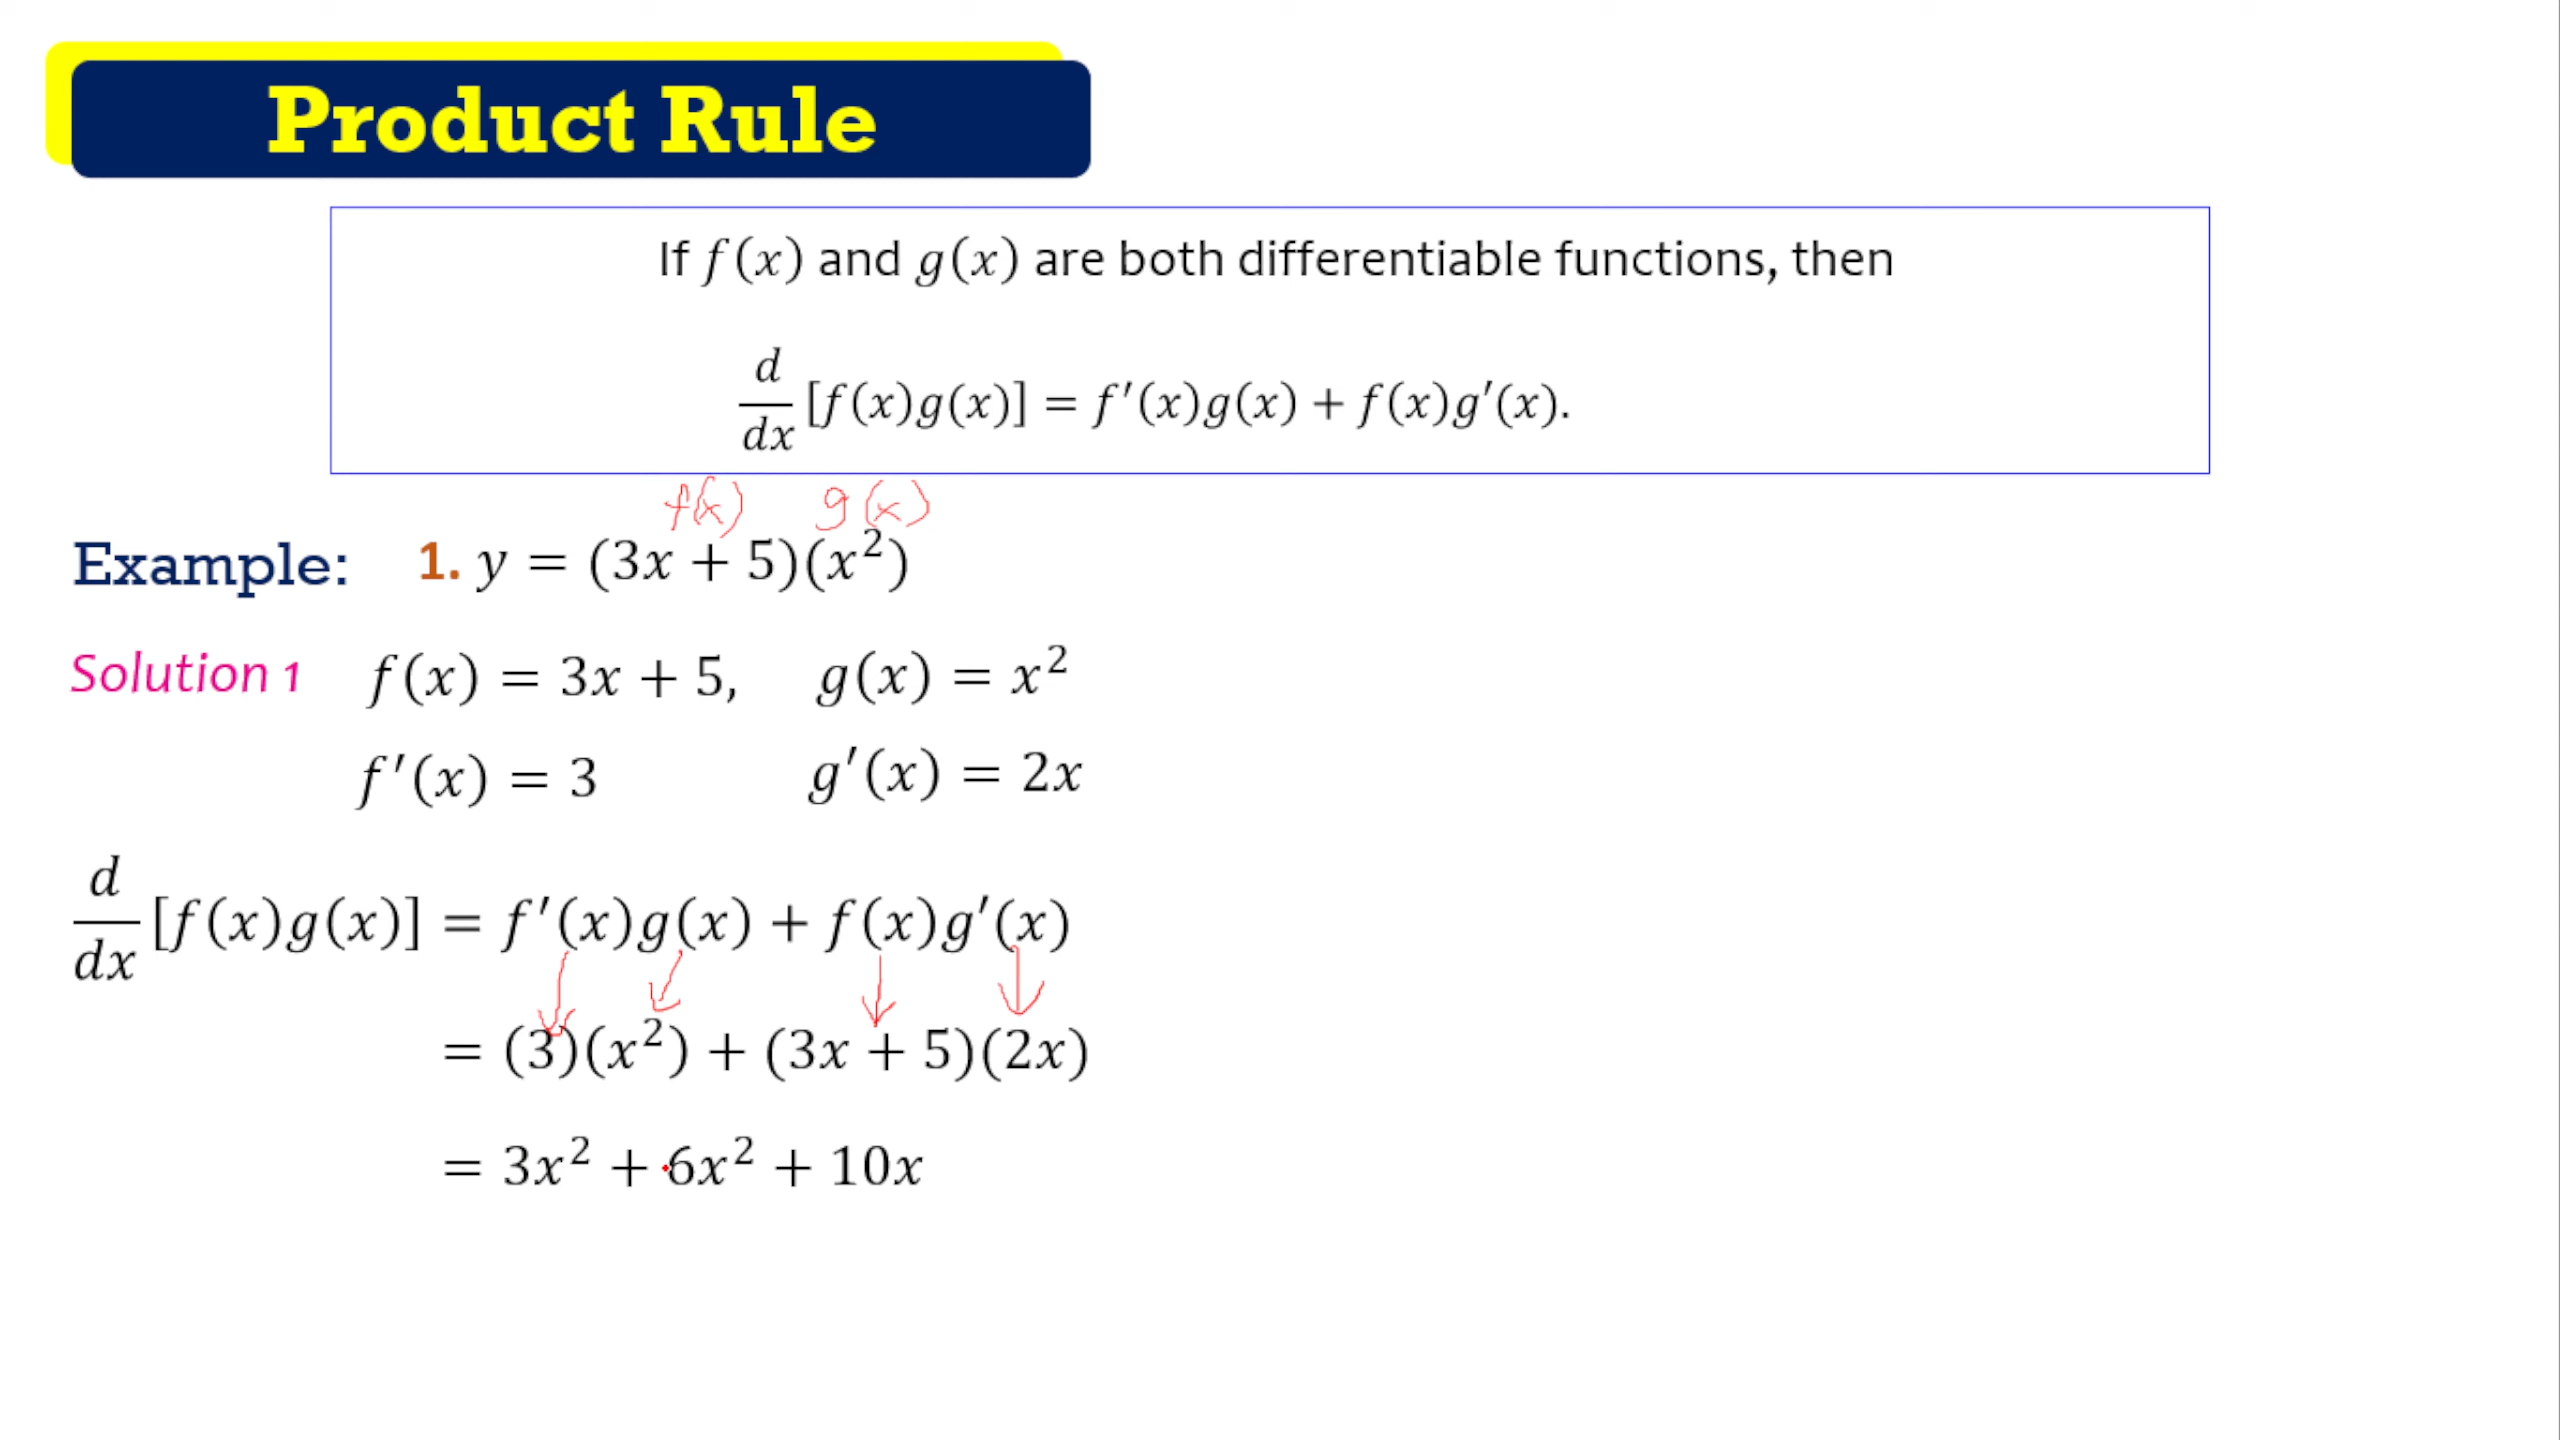 Product Rule
If f(x) and g(x) are both differentiable functions, then
d/dx [f(x)g(x)] = f′(x)g(x) + f(x)g′(x).
f(x) g(x)
Example: 1. y = (3x + 5)(x²)
Solution 1 f(x) = 3x + 5, g(x) = x²
f′(x) = 3 g′(x) = 2x
d/dx [f(x)g(x)] = f′(x)g(x) + f(x)g′(x)
= (3)(x²) + (3x + 5)(2x)
= 3x² + 6x² + 10x